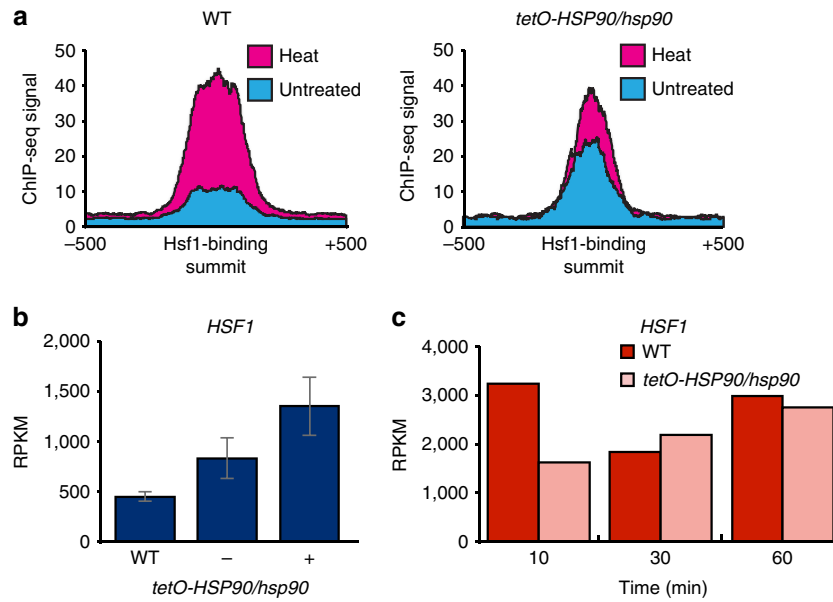 a
WT
tetO-HSP90/hsp90
ChIP-seq signal
50
40
30
20
10
0
Heat
Untreated
–500
Hsf1-binding
summit
+500
ChIP-seq signal
50
40
30
20
10
0
Heat
Untreated
–500
Hsf1-binding
summit
+500
b
HSF1
RPKM
2,000
1,500
1,000
500
0
WT
–
+
tetO-HSP90/hsp90
c
HSF1
WT
tetO-HSP90/hsp90
RPKM
4,000
3,000
2,000
1,000
0
10
30
60
Time (min)